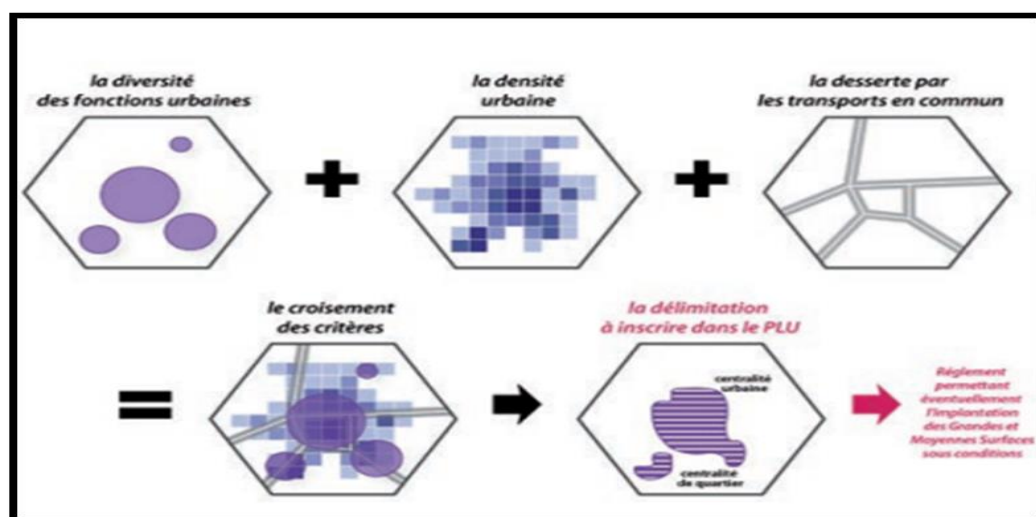 la diversité
des fonctions urbaines
la densité
urbaine
la desserte par
les transports en commun
le croisement
des critères
la délimitation
à inscrire dans le PLU
centralité
urbaine
centralité
de quartier
Réglement
permettant
éventuellement
l'implantation
des Grandes et
Moyennes Surfaces
sous conditions